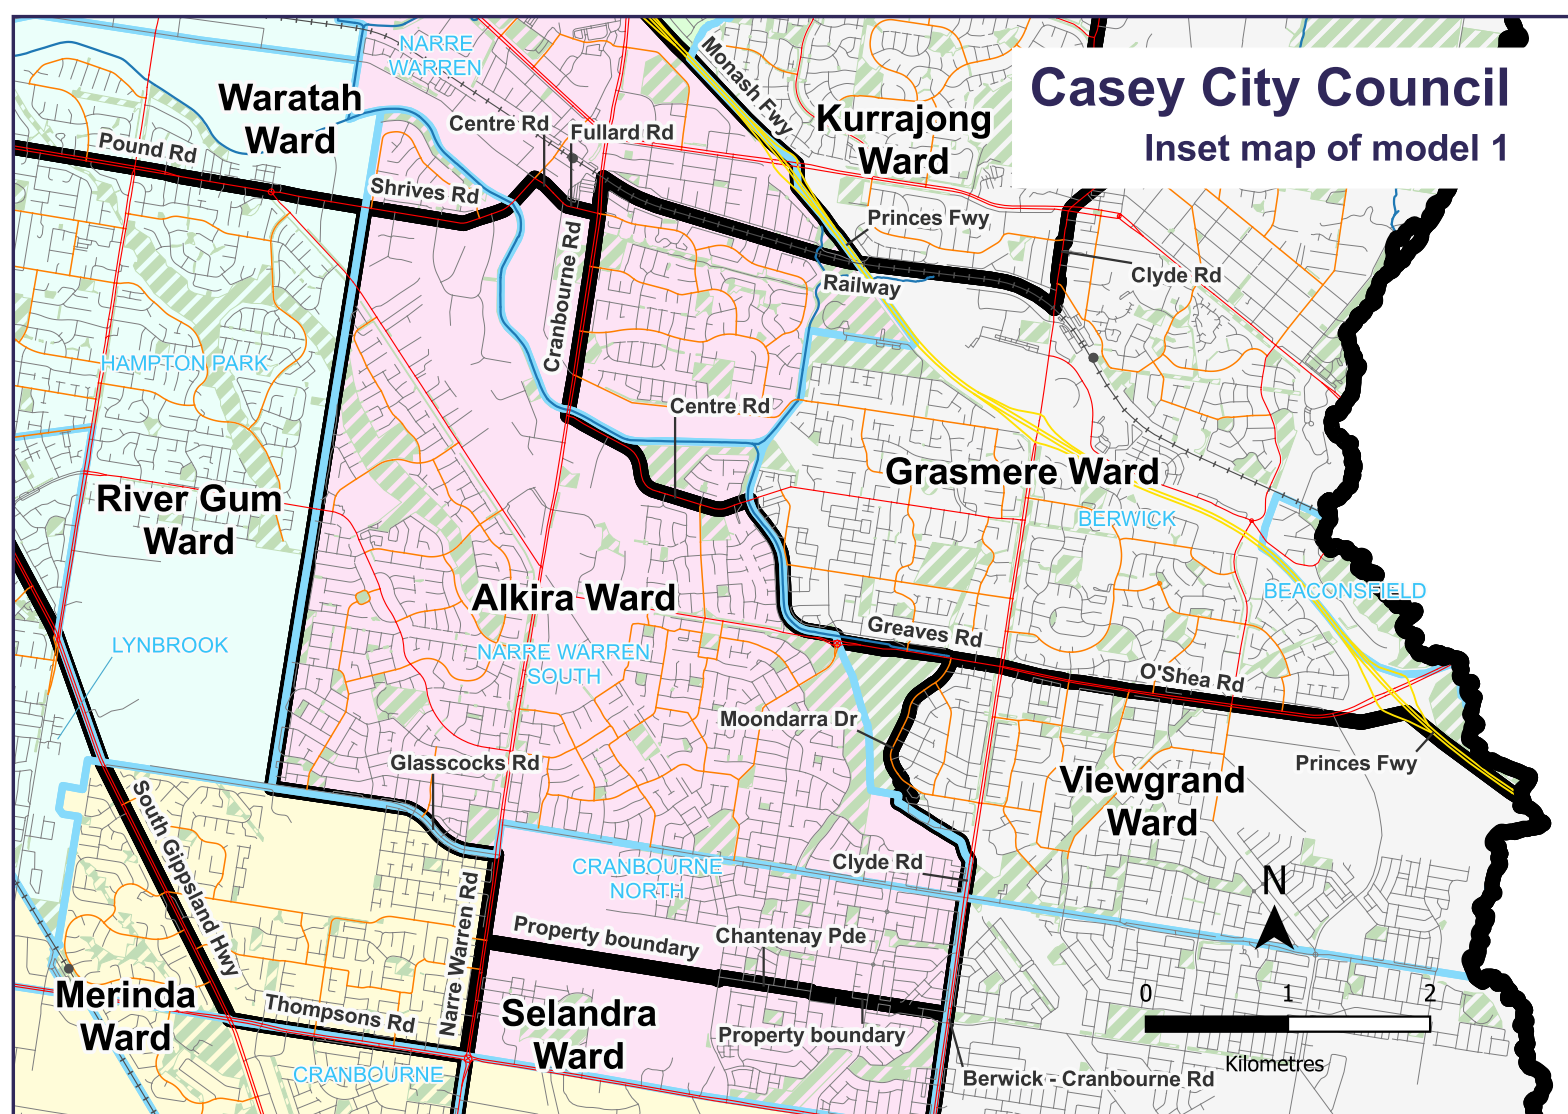 Casey City Council
Inset map of model 1
NARRE
WARREN
Monash Fwy
Waratah
Ward
Centre Rd
Fullard Rd
Kurrajong
Ward
Pound Rd
Shrives Rd
Princes Fwy
Cranbourne Rd
Railway
Clyde Rd
HAMPTON PARK
Centre Rd
Grasmere Ward
River Gum
Ward
BERWICK
Alkira Ward
BEACONSFIELD
LYNBROOK
NARRE WARREN
SOUTH
Greaves Rd
O'Shea Rd
Moondarra Dr
Glasscocks Rd
Princes Fwy
Viewgrand
Ward
South Gippsland Hwy
CRANBOURNE
NORTH
Clyde Rd
N
Narre Warren Rd
Property boundary
Chantenay Pde
Merinda
Ward
Thompsons Rd
Selandra
Ward
Property boundary
0 1 2
Kilometres
CRANBOURNE
Berwick - Cranbourne Rd